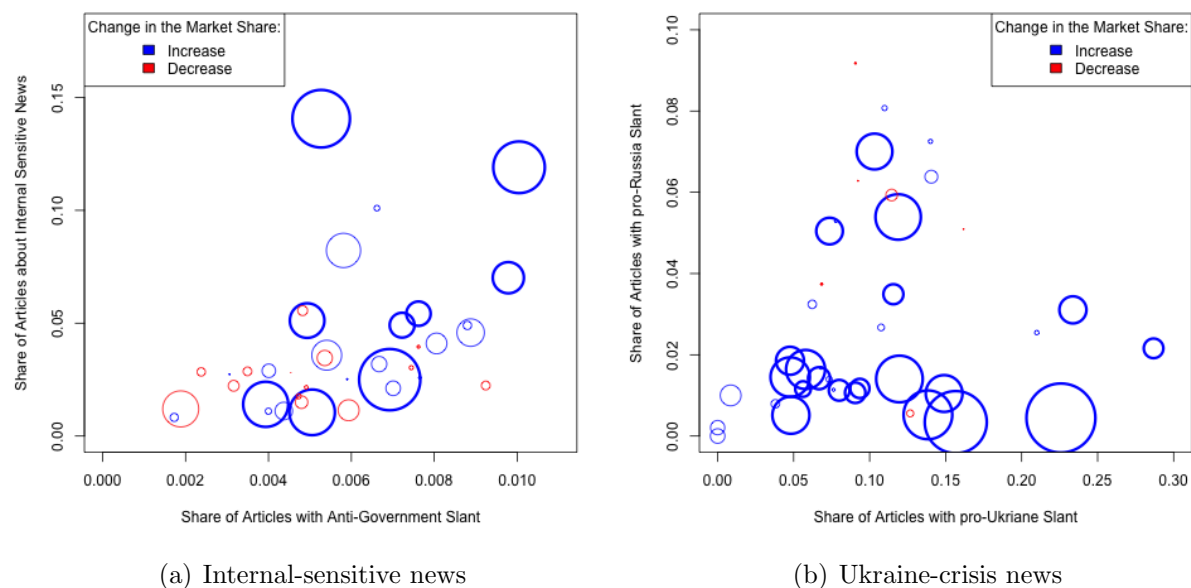 Change in the Market Share:
Increase
Decrease
Share of Articles about Internal Sensitive News
0.15
0.10
0.05
0.00
0.000 0.002 0.004 0.006 0.008 0.010
Share of Articles with Anti-Government Slant
(a) Internal-sensitive news
Change in the Market Share:
Increase
Decrease
Share of Articles with pro-Russia Slant
0.10
0.08
0.06
0.04
0.02
0.00
0.00 0.05 0.10 0.15 0.20 0.25 0.30
Share of Articles with pro-Ukriane Slant
(b) Ukraine-crisis news